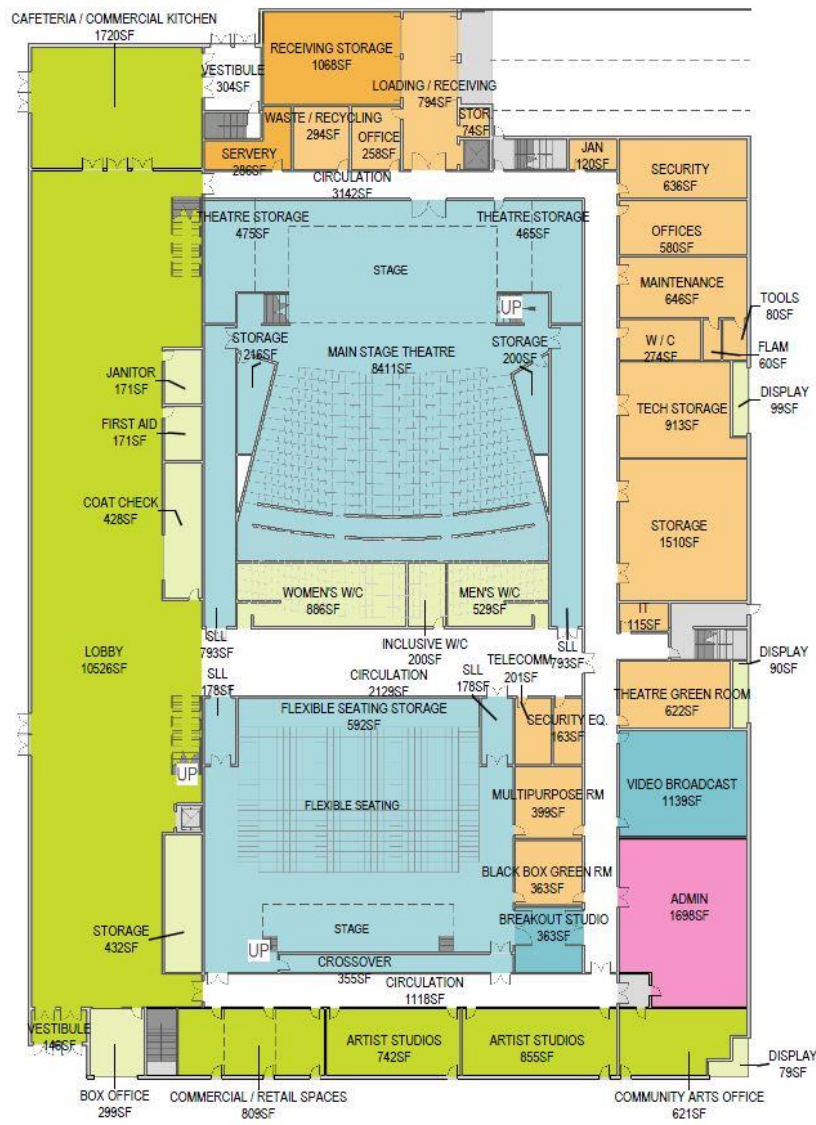 CAFETERIA / COMMERCIAL KITCHEN
1720SF
VESTIBULE
304SF
RECEIVING STORAGE
1068SF
LOADING / RECEIVING
794SF
WASTE / RECYCLING
294SF
OFFICE
258SF
STOR.
74SF
SERVERY
286SF
JAN
120SF
CIRCULATION
3142SF
SECURITY
636SF
THEATRE STORAGE
475SF
THEATRE STORAGE
465SF
OFFICES
580SF
STAGE
MAINTENANCE
646SF
TOOLS
80SF
UP
STORAGE
216SF
MAIN STAGE THEATRE
8411SF
STORAGE
200SF
W / C
274SF
FLAM
60SF
JANITOR
171SF
DISPLAY
99SF
TECH STORAGE
913SF
FIRST AID
171SF
COAT CHECK
428SF
STORAGE
1510SF
WOMEN'S W/C
886SF
MEN'S W/C
529SF
IT
115SF
INCLUSIVE W/C
200SF
SLL
793SF
SLL
793SF
LOBBY
10526SF
TELECOMM
201SF
DISPLAY
90SF
CIRCULATION
2129SF
SLL
178SF
SLL
178SF
THEATRE GREEN ROOM
622SF
FLEXIBLE SEATING STORAGE
592SF
SECURITY EQ.
163SF
UP
VIDEO BROADCAST
1139SF
MULTIPURPOSE RM
399SF
FLEXIBLE SEATING
BLACK BOX GREEN RM
363SF
ADMIN
1698SF
BREAKOUT STUDIO
363SF
STORAGE
432SF
STAGE
UP
CROSSOVER
355SF
CIRCULATION
1118SF
VESTIBULE
146SF
ARTIST STUDIOS
742SF
ARTIST STUDIOS
855SF
DISPLAY
79SF
BOX OFFICE
299SF
COMMERCIAL / RETAIL SPACES
809SF
COMMUNITY ARTS OFFICE
621SF